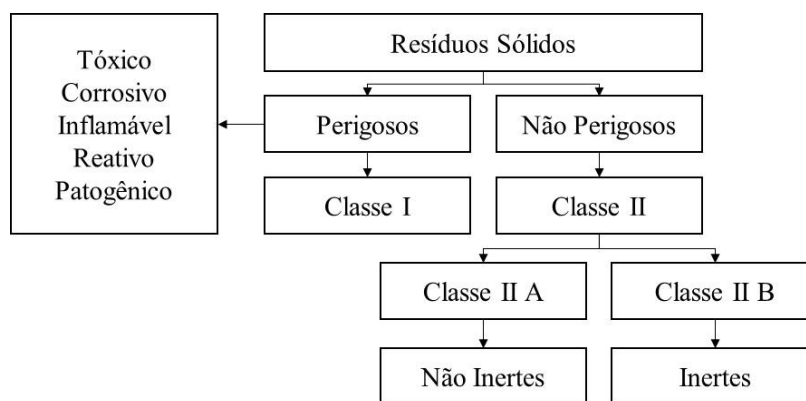 Resíduos Sólidos
Tóxico
Corrosivo
Inflamável
Reativo
Patogênico
Perigosos
Não Perigosos
Classe I
Classe II
Classe II A
Classe II B
Não Inertes
Inertes